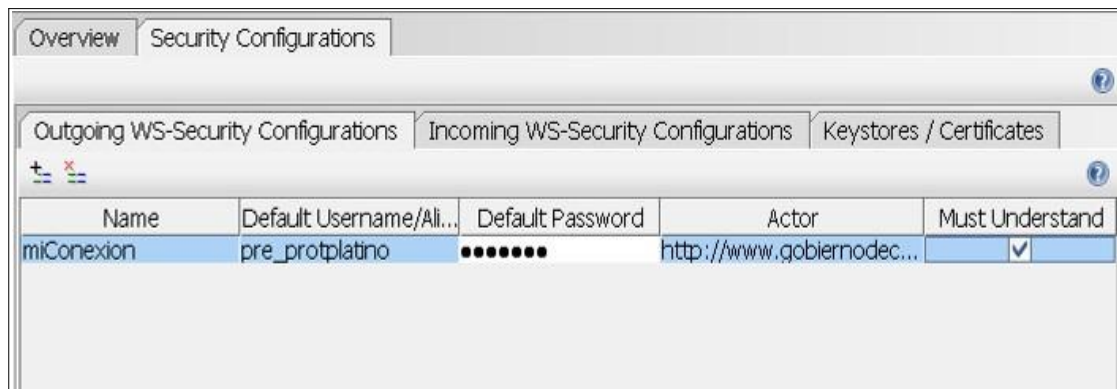 Overview Security Configurations
Outgoing WS-Security Configurations Incoming WS-Security Configurations Keystores / Certificates
Name Default Username/Ali... Default Password Actor Must Understand
miConexion pre_protplatino ●●●●●●● http://www.gobiernodec...